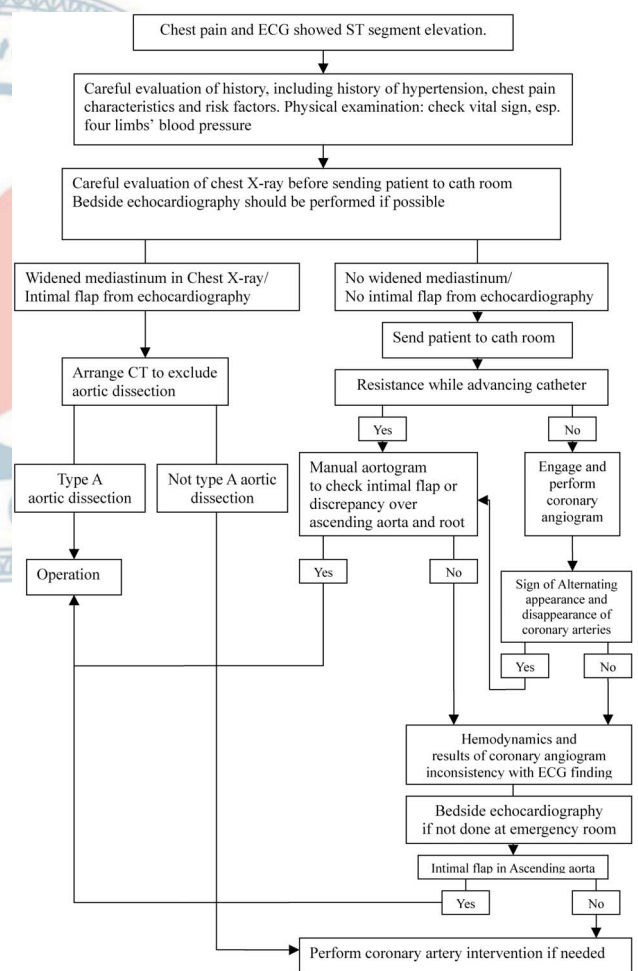 Chest pain and ECG showed ST segment elevation.
Careful evaluation of history, including history of hypertension, chest pain
characteristics and risk factors. Physical examination: check vital sign, esp.
four limbs' blood pressure
Careful evaluation of chest X-ray before sending patient to cath room
Bedside echocardiography should be performed if possible
Widened mediastinum in Chest X-ray/
Intimal flap from echocardiography
No widened mediastinum/
No intimal flap from echocardiography
Send patient to cath room
Arrange CT to exclude
aortic dissection
Resistance while advancing catheter
Yes
No
Type A
aortic dissection
Not type A aortic
dissection
Manual aortogram
to check intimal flap or
discrepancy over
ascending aorta and root
Engage and
perform
coronary
angiogram
Operation
Yes
No
Sign of Alternating
appearance and
disappearance of
coronary arteries
Yes
No
Hemodynamics and
results of coronary angiogram
inconsistency with ECG finding
Bedside echocardiography
if not done at emergency room
Intimal flap in Ascending aorta
Yes
No
Perform coronary artery intervention if needed